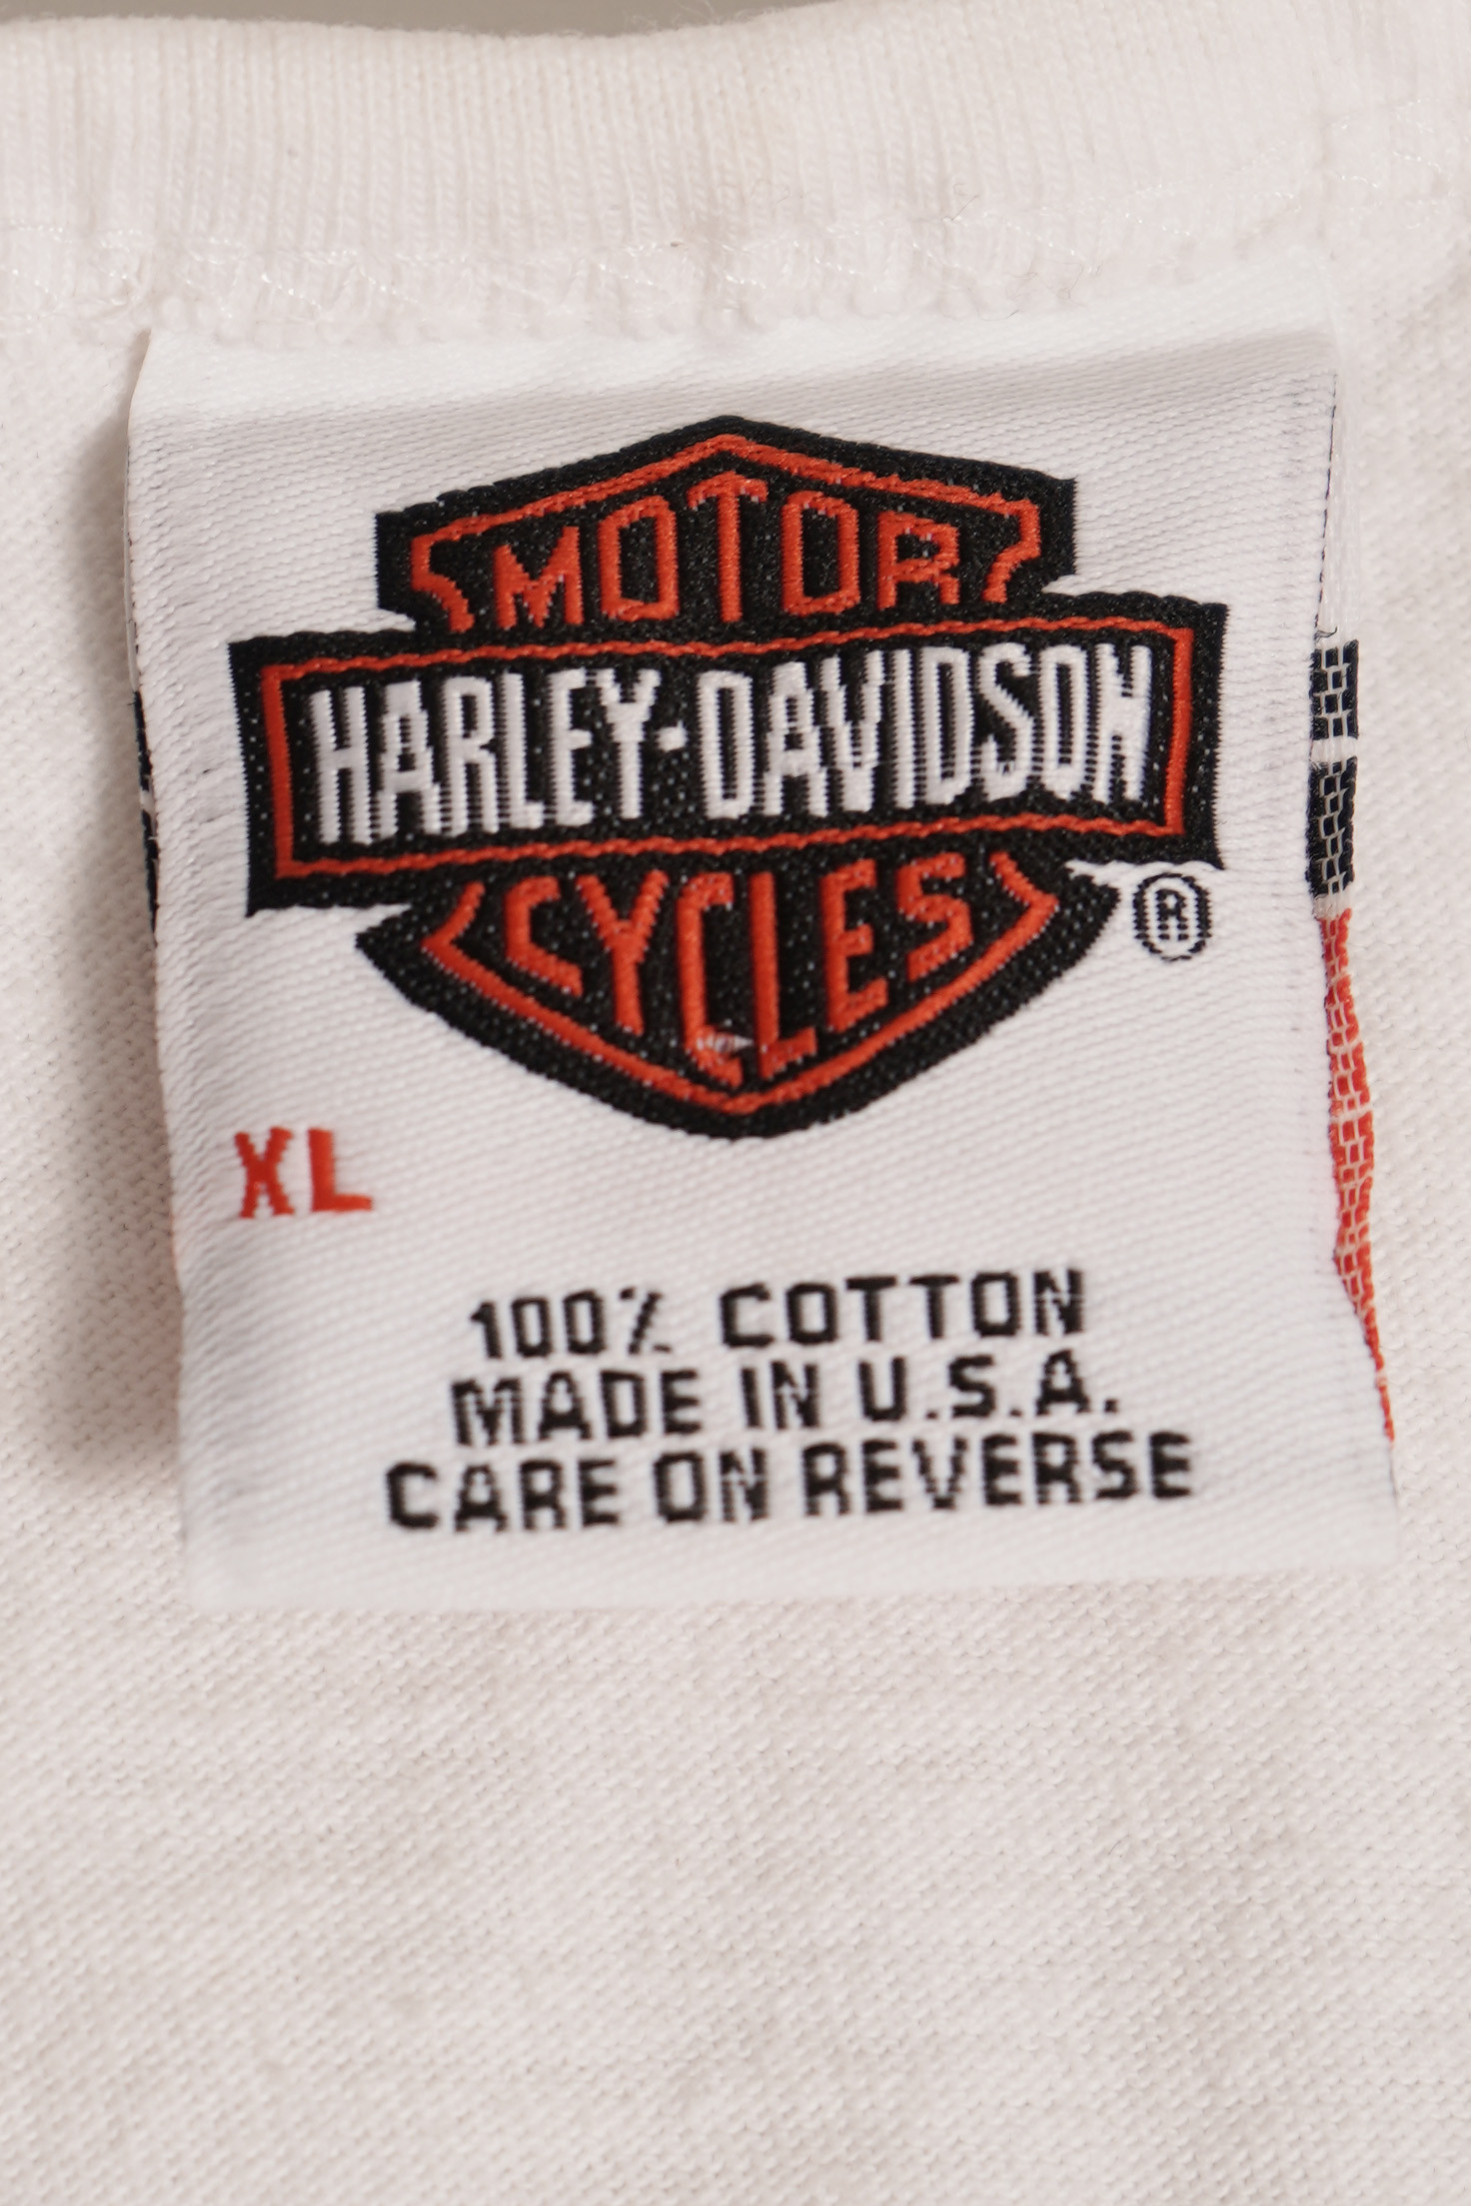 MOTOR
HARLEY-DAVIDSON
CYCLES
®
XL
100% COTTON
MADE IN U.S.A.
CARE ON REVERSE